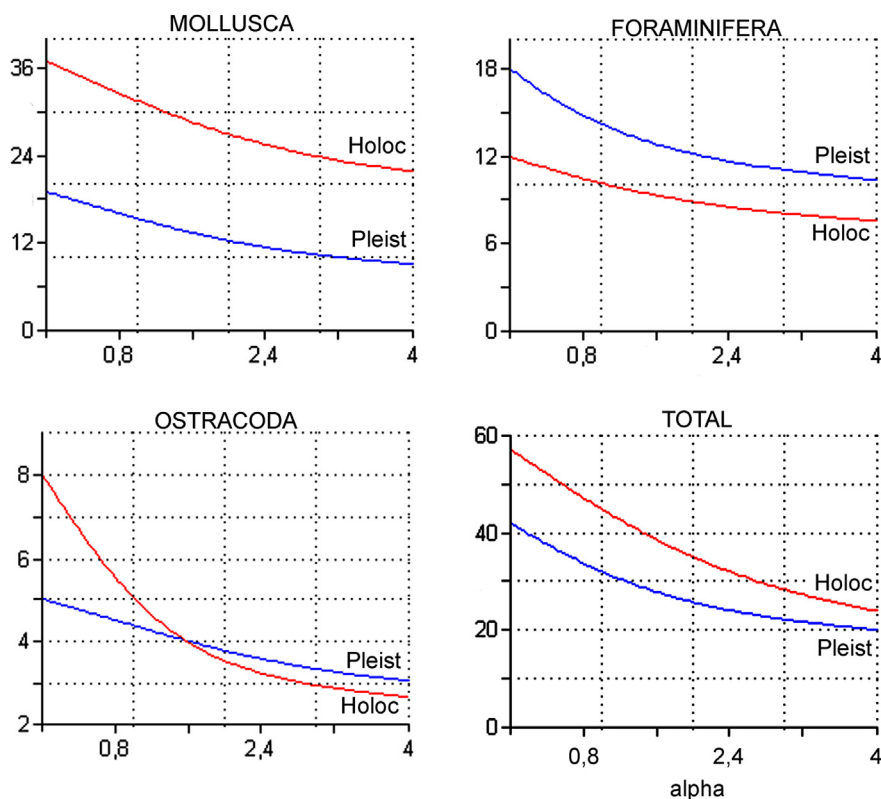 MOLLUSCA
36
24
12
0
Holoc
Pleist
0,8
2,4
4
FORAMINIFERA
18
12
6
0
Pleist
Holoc
0,8
2,4
4
OSTRACODA
8
6
4
2
Pleist
Holoc
0,8
2,4
4
TOTAL
60
40
20
0
Holoc
Pleist
0,8
2,4
4
alpha